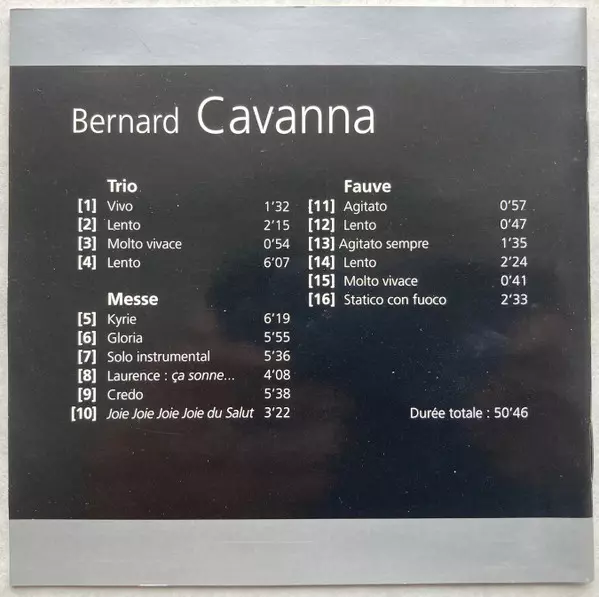 Bernard Cavanna
Trio
[1] Vivo 1'32
[2] Lento 2'15
[3] Molto vivace 0'54
[4] Lento 6'07
Messe
[5] Kyrie 6'19
[6] Gloria 5'55
[7] Solo instrumental 5'36
[8] Laurence : ça sonne... 4'08
[9] Credo 5'38
[10] Joie Joie Joie Joie du Salut 3'22
Fauve
[11] Agitato 0'57
[12] Lento 0'47
[13] Agitato sempre 1'35
[14] Lento 2'24
[15] Molto vivace 0'41
[16] Statico con fuoco 2'33
Durée totale : 50'46